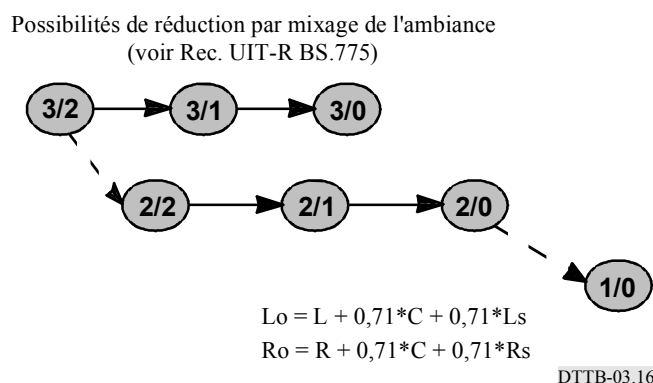 Possibilités de réduction par mixage de l'ambiance
(voir Rec. UIT-R BS.775)
3/2 3/1 3/0
2/2 2/1 2/0
1/0
Lo = L + 0,71*C + 0,71*Ls
Ro = R + 0,71*C + 0,71*Rs
DTTB-03.16